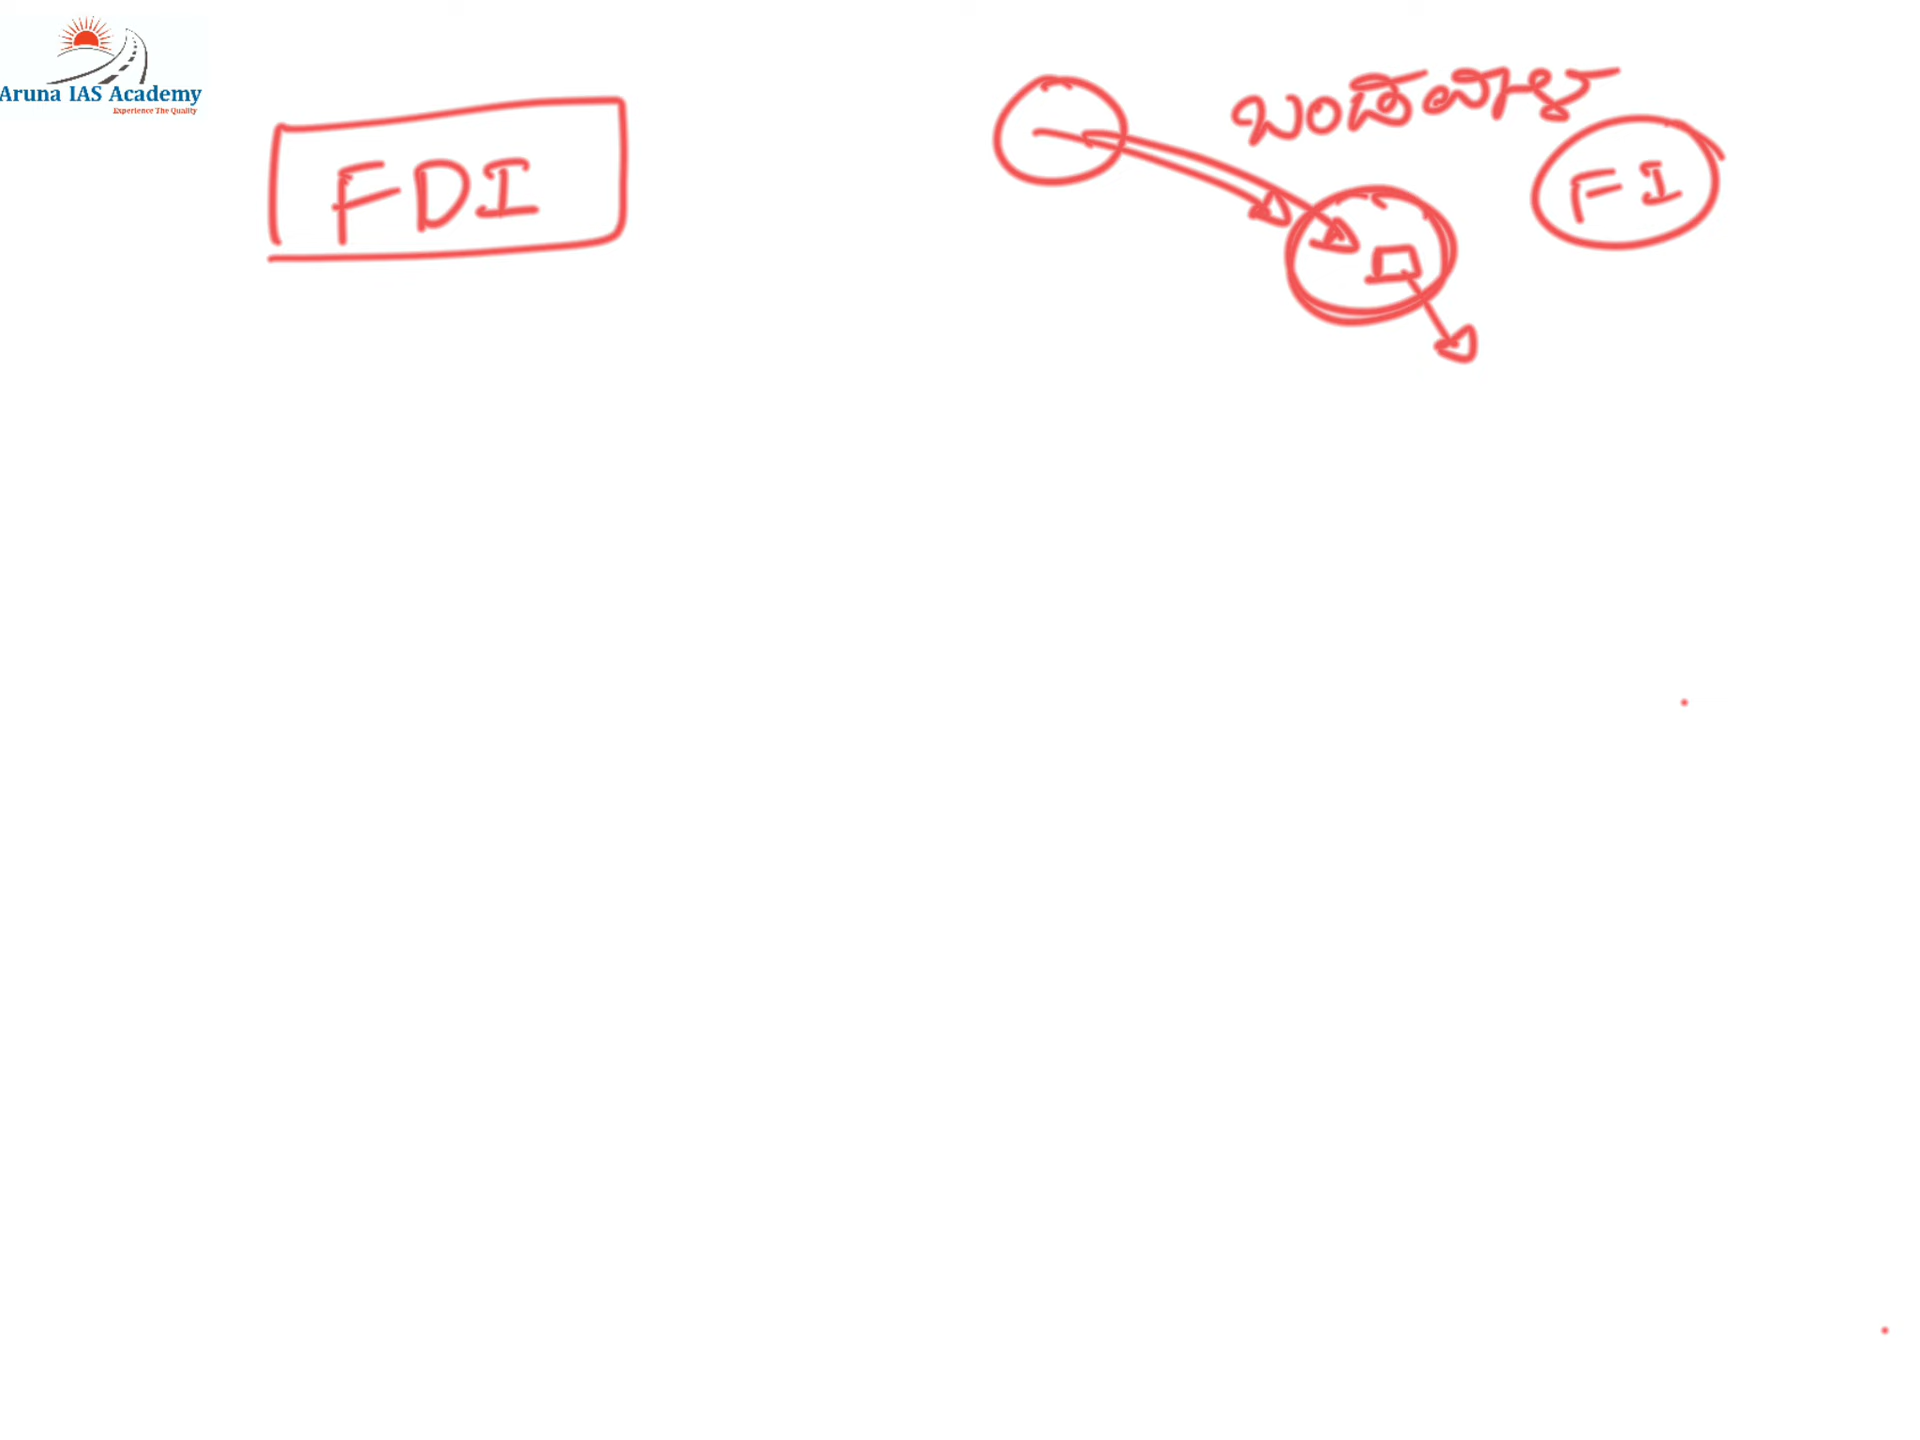 Aruna IAS Academy
Experience The Quality
FDI
ಬಂಡವಾಳ
FI